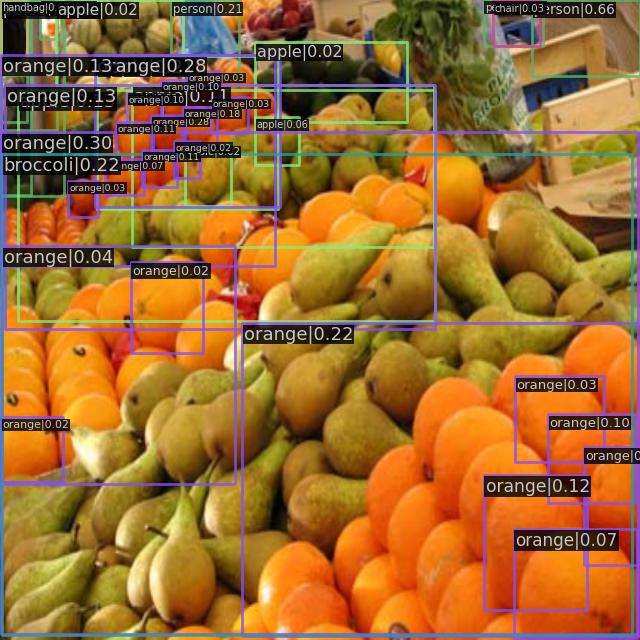 handbag|0.
apple|0.02
person|0.21
chair|0.03
person|0.66
orange|0.13
orange|0.28
apple|0.02
orange|0.03
orange|0.10
orange|0.13
orange|0.10
orange|0.03
orange|0.18
orange|0.28
apple|0.06
orange|0.11
orange|0.30
orange|0.02
orange|0.11
broccoli|0.22
orange|0.07
orange|0.03
orange|0.04
orange|0.02
orange|0.22
orange|0.03
orange|0.02
orange|0.10
orange|0
orange|0.12
orange|0.07